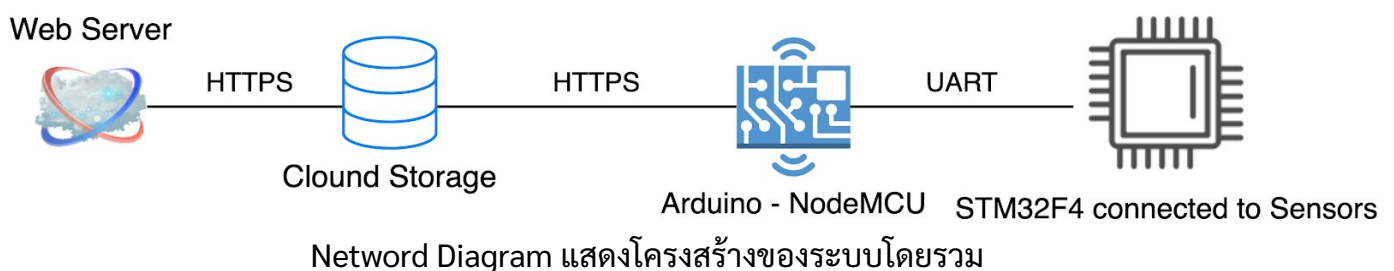 Web Server
HTTPS
HTTPS
UART
Clound Storage
Arduino - NodeMCU
STM32F4 connected to Sensors
Netword Diagram แสดงโครงสร้างของระบบโดยรวม